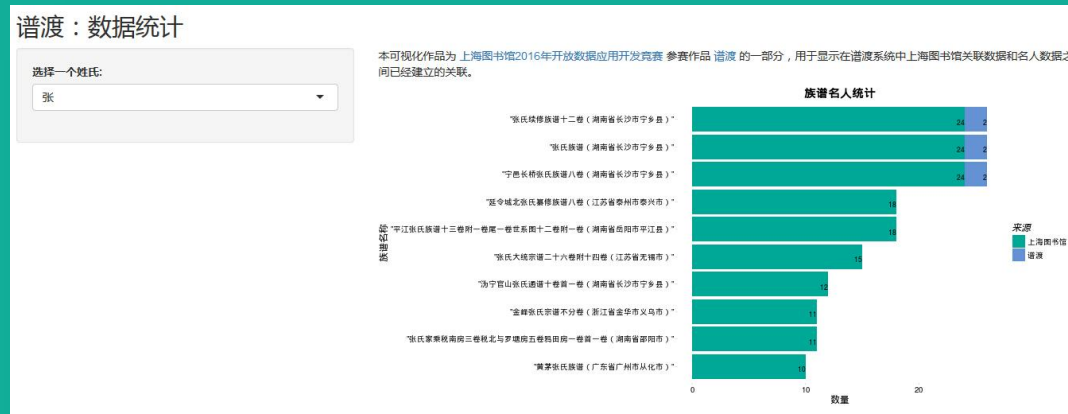 谱渡：数据统计
选择一个姓氏:
张
本可视化作品为 上海图书馆2016年开放数据应用开发竞赛 参赛作品 谱渡 的一部分，用于显示在谱渡系统中上海图书馆关联数据和名人数据之
间已经建立的关联。
族谱名人统计
族谱名称
"张氏续修族谱十二卷（湖南省长沙市宁乡县）" 24 2
"张氏族谱（湖南省长沙市宁乡县）" 24 2
"宁邑长桥张氏族谱八卷（湖南省长沙市宁乡县）" 24 2
"延令城北张氏纂修族谱八卷（江苏省泰州市泰兴市）" 18
"平江张氏族谱十三卷附一卷尾一卷世系图十二卷附一卷（湖南省岳阳市平江县）" 18
"张氏大统宗谱二十六卷附十四卷（江苏省无锡市）" 15
"沩宁官山张氏通谱十卷首一卷（湖南省长沙市宁乡县）" 12
"金峰张氏宗谱不分卷（浙江省金华市义乌市）" 11
"张氏家乘税南房三卷税北与罗塘房五卷鸦田房一卷首一卷（湖南省邵阳市）" 11
"黄茅张氏族谱（广东省广州市从化市）" 10
0 10 20
数量
来源
上海图书馆
谱渡